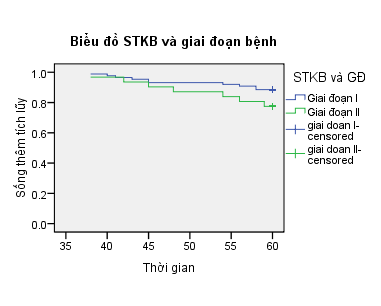 Biểu đồ STKB và giai đoạn bệnh
STKB và GĐ
Giai đoạn I
Giai đoạn II
giai doan I-
censored
giai doan II-
censored
Sống thêm tích lũy
1.0
0.8
0.6
0.4
0.2
0.0
35
40
45
50
55
60
Thời gian